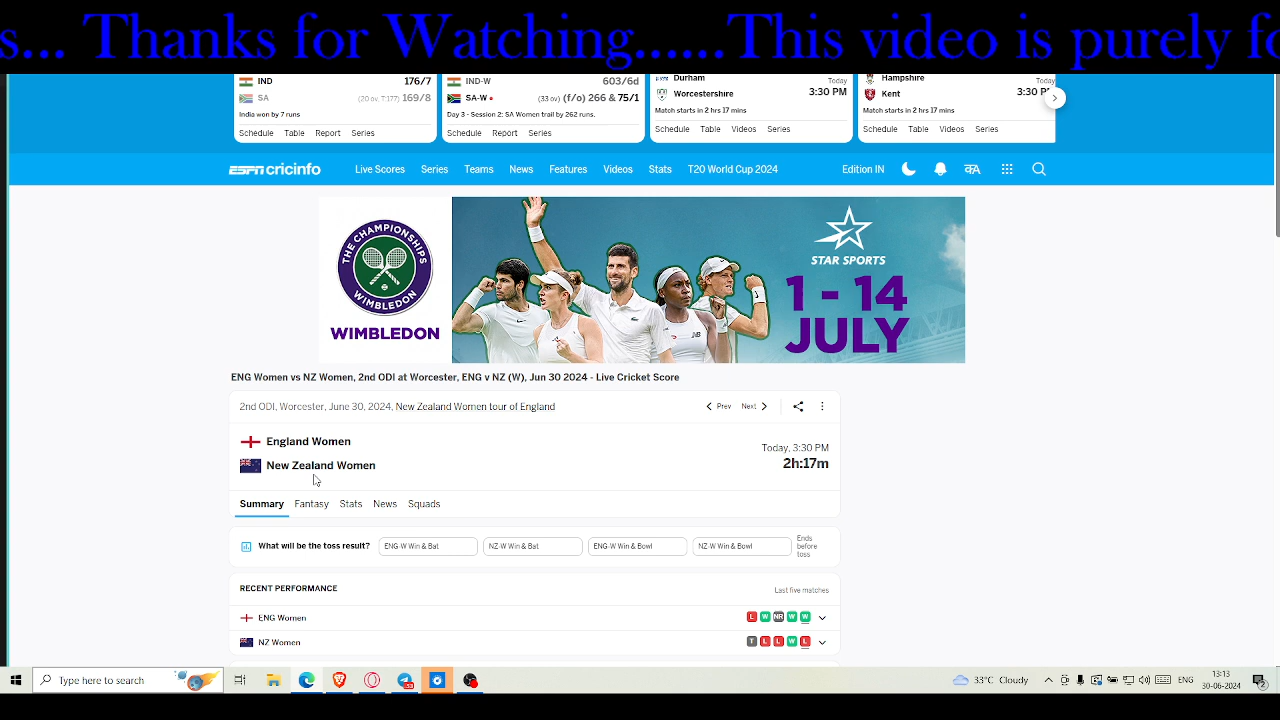 s... Thanks for Watching......This video is purely fo
IND 176/7
SA (20 ov, T:177) 169/8
India won by 7 runs
Schedule Table Report Series
IND-W 603/6d
SA-W (33 ov) (f/o) 266 & 75/1
Day 3 - Session 2: SA Women trail by 262 runs.
Schedule Report Series
Durham Today
Worcestershire 3:30 PM
Match starts in 2 hrs 17 mins
Schedule Table Videos Series
Hampshire Today
Kent 3:30 PM
Match starts in 2 hrs 17 mins
Schedule Table Videos Series
ESPN cricinfo Live Scores Series Teams News Features Videos Stats T20 World Cup 2024 Edition IN
THE CHAMPIONSHIPS
WIMBLEDON
WIMBLEDON
STAR SPORTS
1 - 14
JULY
ENG Women vs NZ Women, 2nd ODI at Worcester, ENG v NZ (W), Jun 30 2024 - Live Cricket Score
2nd ODI, Worcester, June 30, 2024, New Zealand Women tour of England Prev Next
England Women
New Zealand Women
Today, 3:30 PM
2h:17m
Summary Fantasy Stats News Squads
What will be the toss result? ENG-W Win & Bat NZ-W Win & Bat ENG-W Win & Bowl NZ-W Win & Bowl
Ends
before
toss
RECENT PERFORMANCE Last five matches
ENG Women L W NR W W
NZ Women T L L W L
Type here to search
33°C Cloudy ENG
13:13
30-06-2024